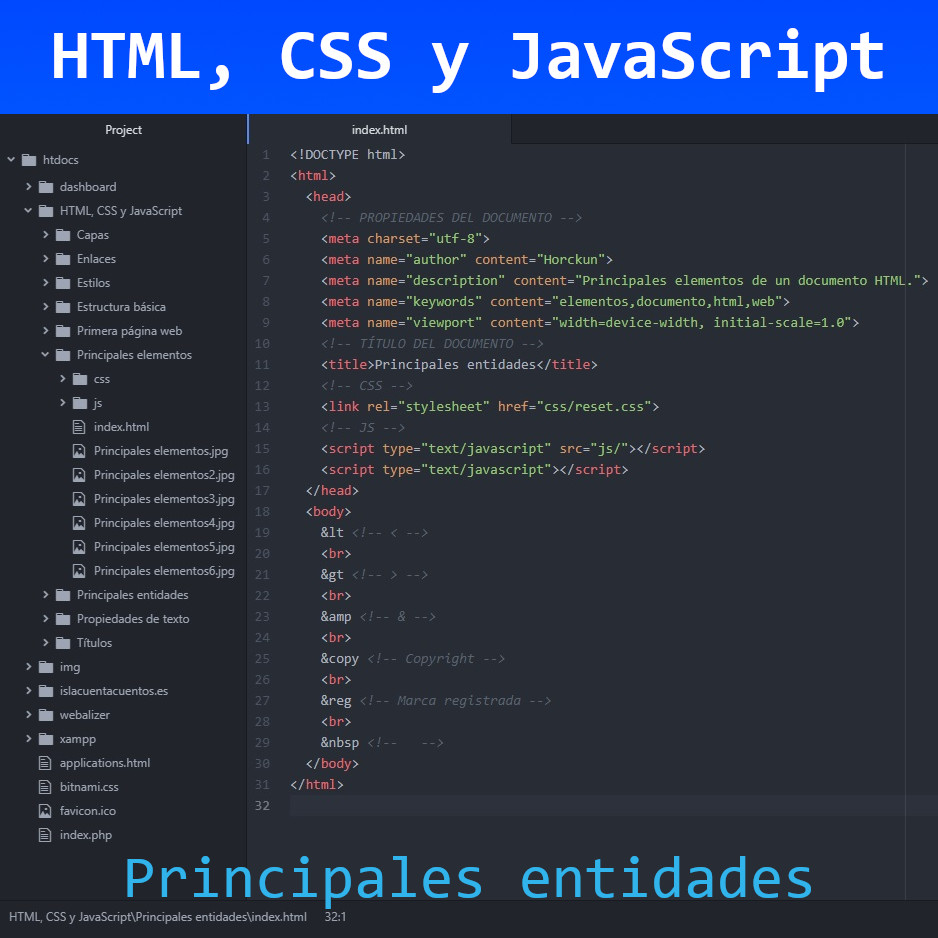 HTML, CSS y JavaScript
Project
htdocs
dashboard
HTML, CSS y JavaScript
Capas
Enlaces
Estilos
Estructura básica
Primera página web
Principales elementos
css
js
index.html
Principales elementos.jpg
Principales elementos2.jpg
Principales elementos3.jpg
Principales elementos4.jpg
Principales elementos5.jpg
Principales elementos6.jpg
Principales entidades
Propiedades de texto
Títulos
img
islacuentacuentos.es
webalizer
xampp
applications.html
bitnami.css
favicon.ico
index.php
index.html
1 <!DOCTYPE html>
2 <html>
3 <head>
4 <!-- PROPIEDADES DEL DOCUMENTO -->
5 <meta charset="utf-8">
6 <meta name="author" content="Horckun">
7 <meta name="description" content="Principales elementos de un documento HTML.">
8 <meta name="keywords" content="elementos,documento,html,web">
9 <meta name="viewport" content="width=device-width, initial-scale=1.0">
10 <!-- TÍTULO DEL DOCUMENTO -->
11 <title>Principales entidades</title>
12 <!-- CSS -->
13 <link rel="stylesheet" href="css/reset.css">
14 <!-- JS -->
15 <script type="text/javascript" src="js/"></script>
16 <script type="text/javascript"></script>
17 </head>
18 <body>
19 &lt <!-- < -->
20 <br>
21 &gt <!-- > -->
22 <br>
23 &amp <!-- & -->
24 <br>
25 &copy <!-- Copyright -->
26 <br>
27 &reg <!-- Marca registrada -->
28 <br>
29 &nbsp <!--   -->
30 </body>
31 </html>
32
Principales entidades
HTML, CSS y JavaScript\Principales entidades\index.html 32:1